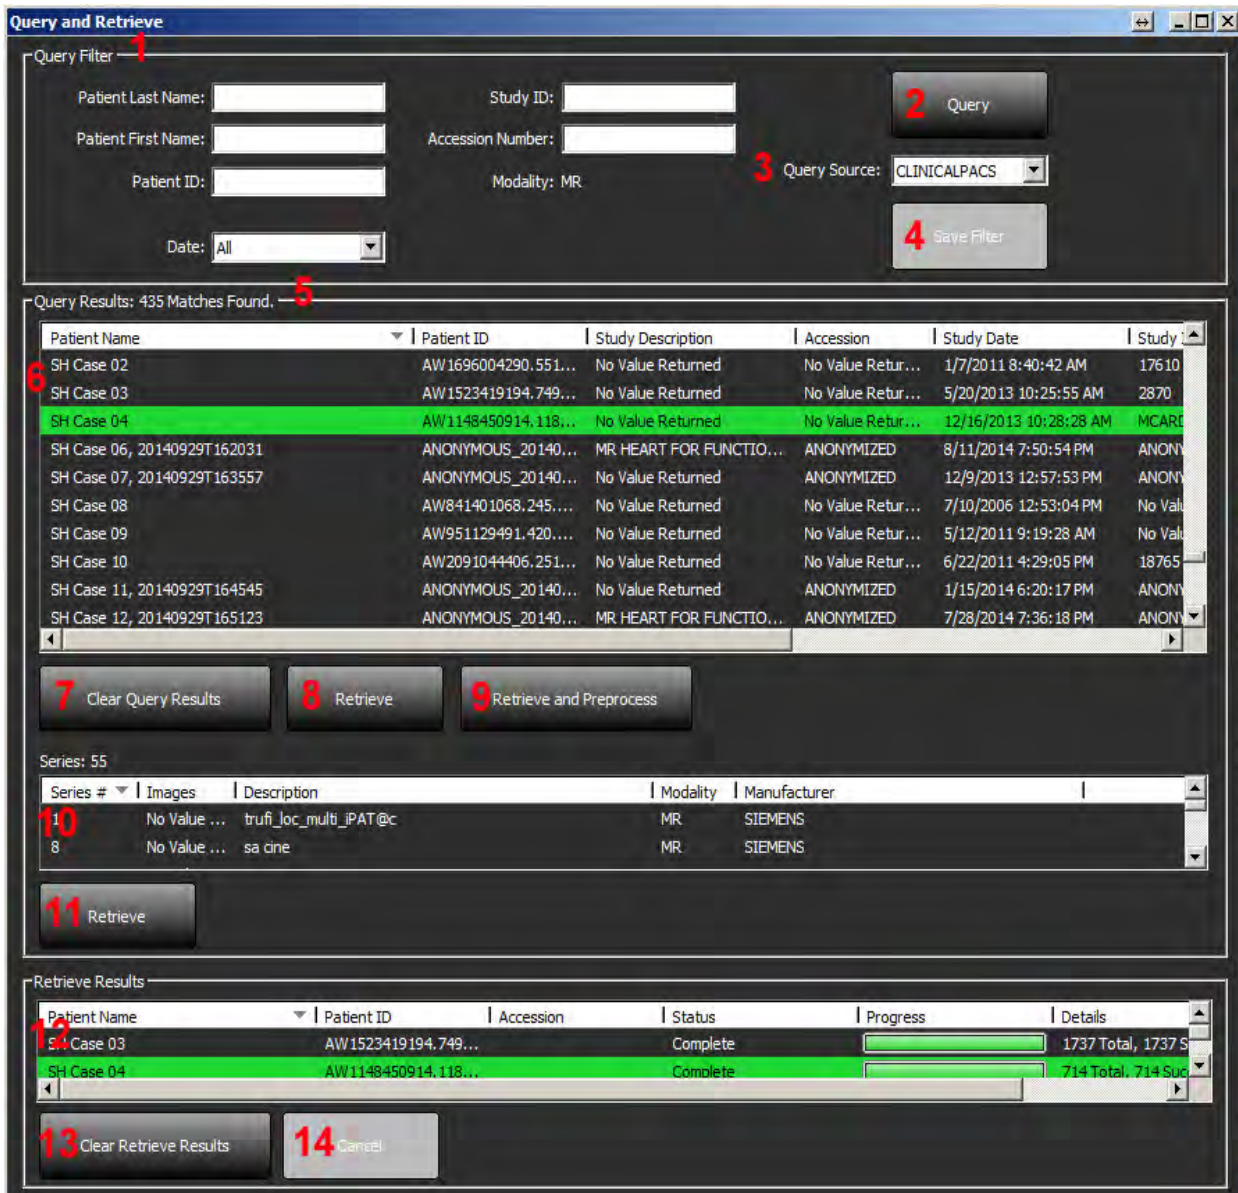 Query and Retrieve
Query Filter 1
Patient Last Name: Study ID: 2 Query
Patient First Name: Accession Number:
Patient ID: Modality: MR 3 Query Source: CLINICALPACS
Date: All 4 Save Filter
Query Results: 435 Matches Found. 5
Patient Name Patient ID Study Description Accession Study Date Study
6
SH Case 02 AW1696004290.551... No Value Returned No Value Retur... 1/7/2011 8:40:42 AM 17610
SH Case 03 AW1523419194.749... No Value Returned No Value Retur... 5/20/2013 10:25:55 AM 2870
SH Case 04 AW1148450914.118... No Value Returned No Value Retur... 12/16/2013 10:28:28 AM MCARD
SH Case 06, 20140929T162031 ANONYMOUS_20140... MR HEART FOR FUNCTIO... ANONYMIZED 8/11/2014 7:50:54 PM ANONY
SH Case 07, 20140929T163557 ANONYMOUS_20140... No Value Returned ANONYMIZED 12/9/2013 12:57:53 PM ANONY
SH Case 08 AW841401068.245.... No Value Returned No Value Retur... 7/10/2006 12:53:04 PM No Valu
SH Case 09 AW951129491.420.... No Value Returned No Value Retur... 5/12/2011 9:19:28 AM No Valu
SH Case 10 AW2091044406.251... No Value Returned No Value Retur... 6/22/2011 4:29:05 PM 18765
SH Case 11, 20140929T164545 ANONYMOUS_20140... No Value Returned ANONYMIZED 1/15/2014 6:20:17 PM ANONY
SH Case 12, 20140929T165123 ANONYMOUS_20140... MR HEART FOR FUNCTIO... ANONYMIZED 7/28/2014 7:36:18 PM ANONY
7 Clear Query Results 8 Retrieve 9 Retrieve and Preprocess
Series: 55
Series # Images Description Modality Manufacturer
10
1 No Value ... trufi_loc_multi_iPAT@c MR SIEMENS
8 No Value ... sa cine MR SIEMENS
11 Retrieve
Retrieve Results
Patient Name Patient ID Accession Status Progress Details
12
SH Case 03 AW1523419194.749... Complete 1737 Total, 1737 S
SH Case 04 AW1148450914.118... Complete 714 Total, 714 Suc
13 Clear Retrieve Results 14 Cancel